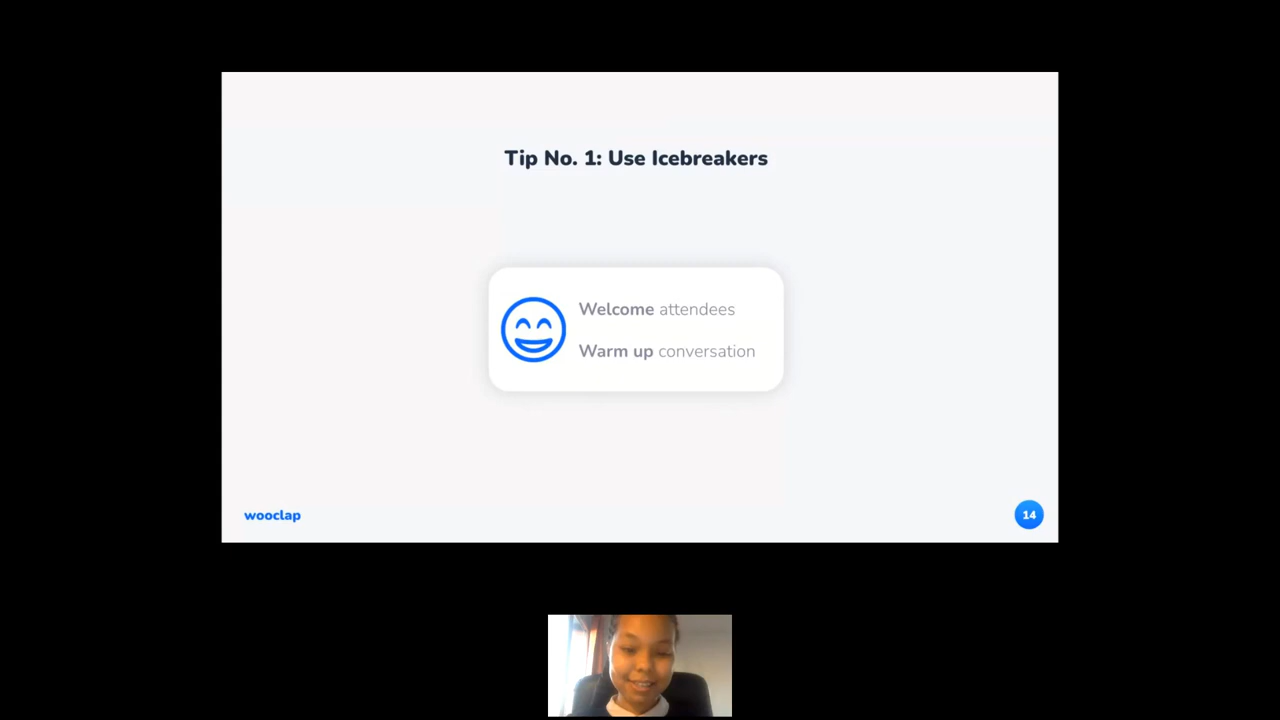 Tip No. 1: Use Icebreakers
Welcome attendees
Warm up conversation
wooclap
14